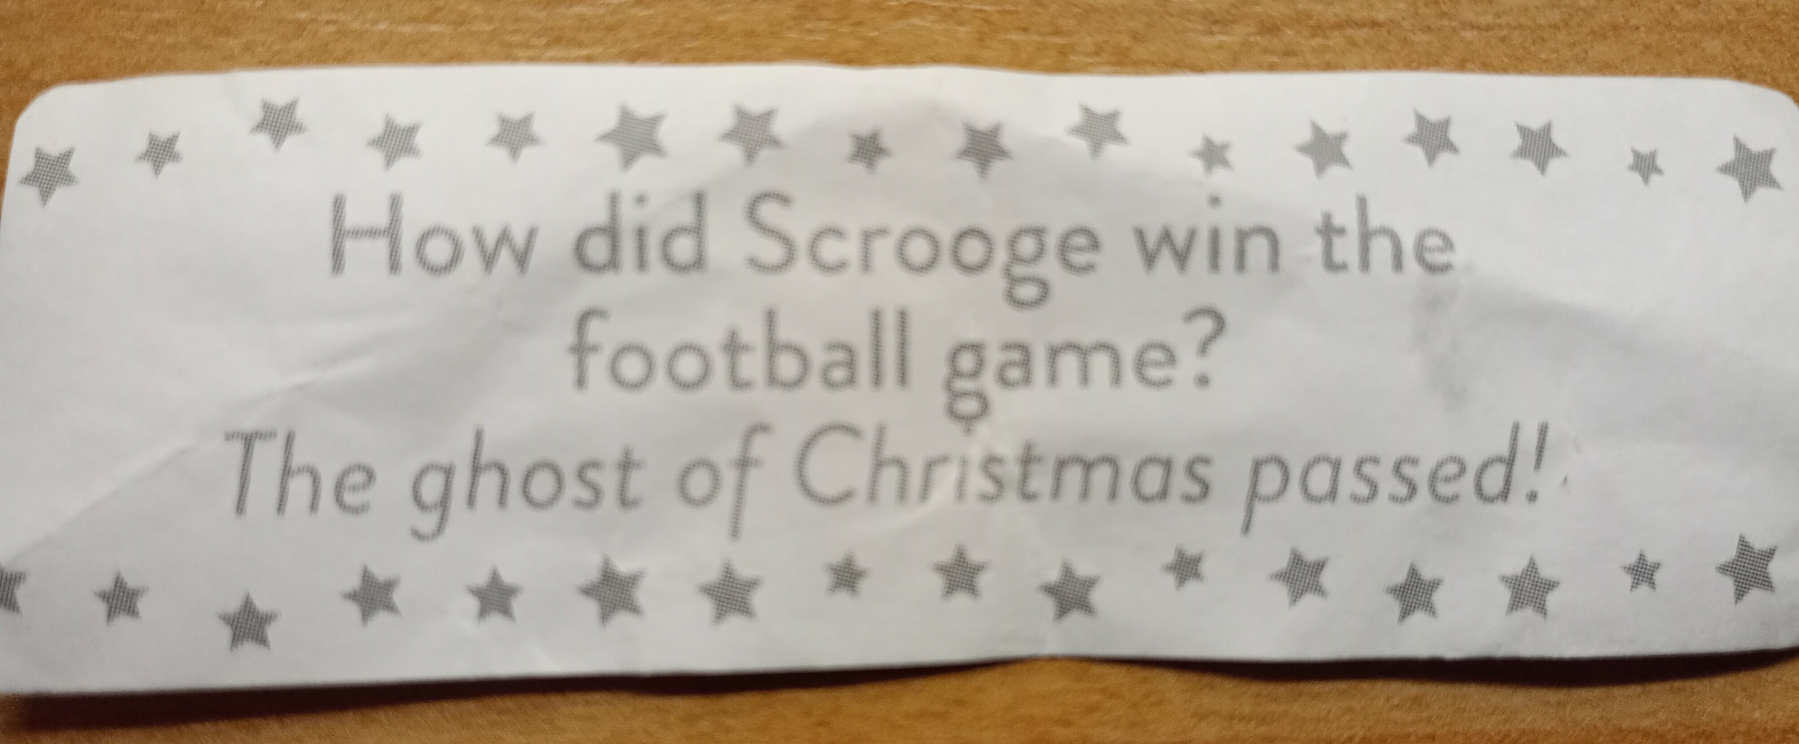 How did Scrooge win the
football game?
The ghost of Christmas passed!